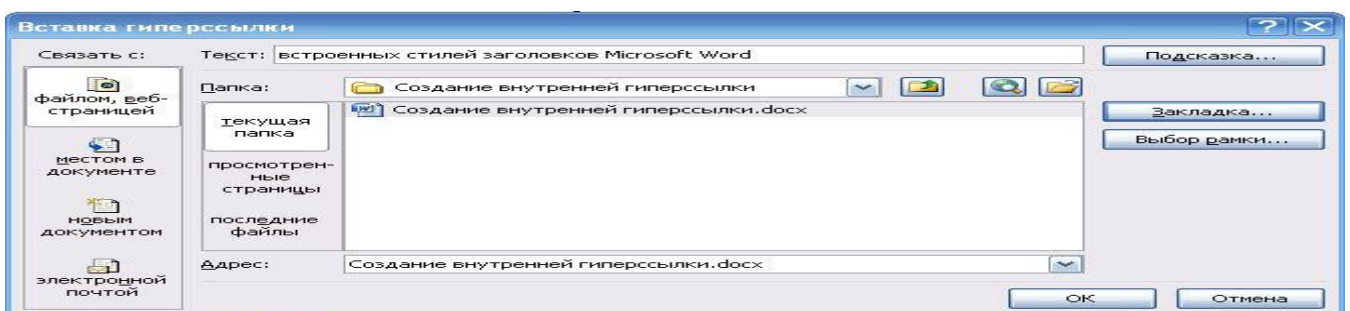 Вставка гиперссылки
Связать с: Текст: встроенных стилей заголовков Microsoft Word Подсказка...
файлом, веб-
страницей
местом в
документе
новым
документом
электронной
почтой
Папка: Создание внутренней гиперссылки
текущая
папка
просмотрен-
ные
страницы
последние
файлы
Создание внутренней гиперссылки.docx
Адрес: Создание внутренней гиперссылки.docx
Закладка...
Выбор рамки...
ОК Отмена